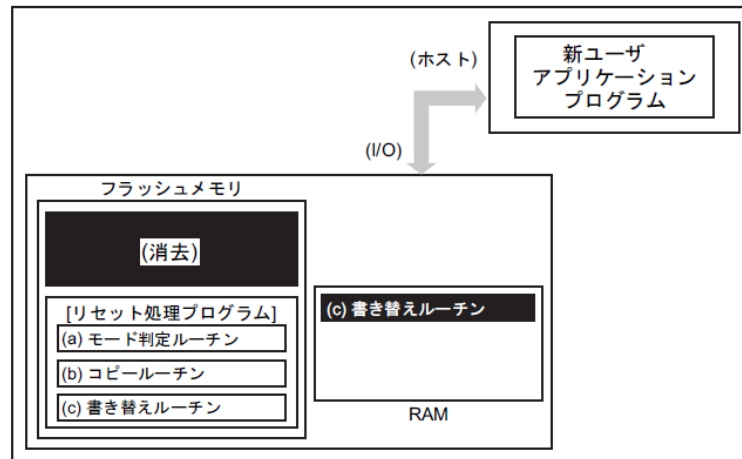 (ホスト)
新ユーザ
アプリケーション
プログラム
(I/O)
フラッシュメモリ
(消去)
[リセット処理プログラム]
(a) モード判定ルーチン
(b) コピールーチン
(c) 書き替えルーチン
(c) 書き替えルーチン
RAM